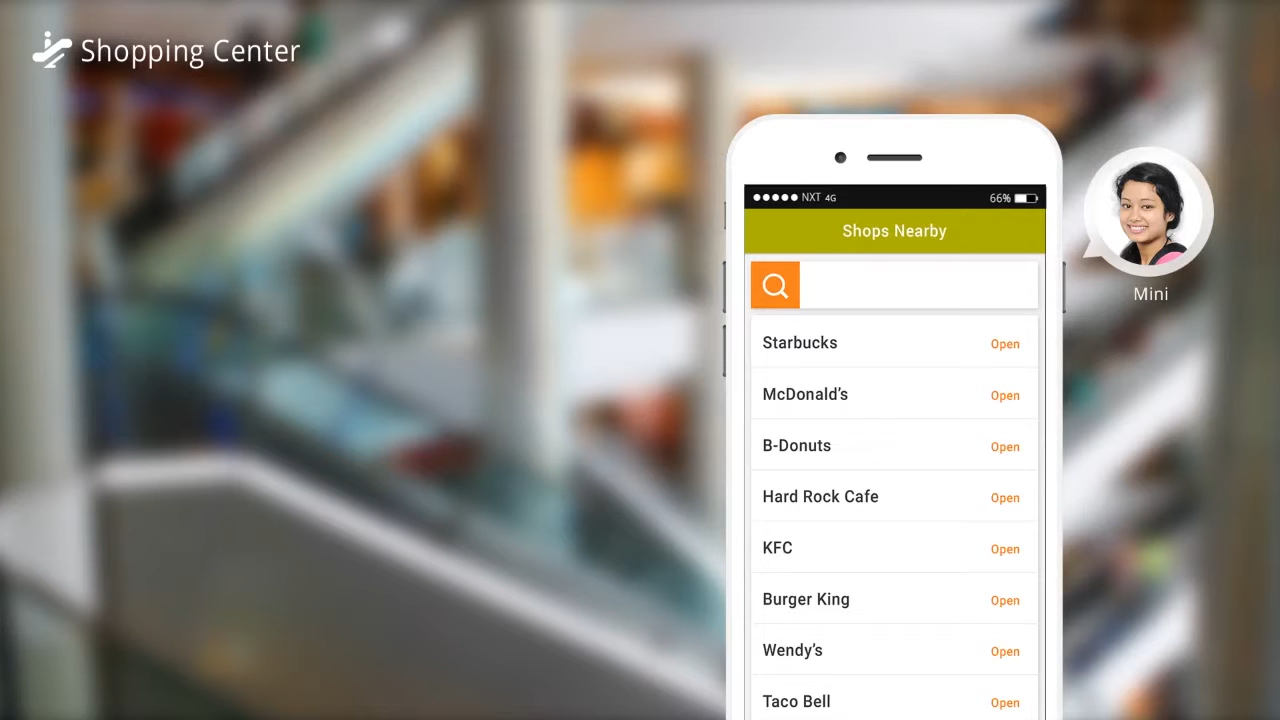 Shopping Center
NXT 4G 66%
Shops Nearby
Starbucks Open
McDonald’s Open
B-Donuts Open
Hard Rock Cafe Open
KFC Open
Burger King Open
Wendy’s Open
Taco Bell Open
Mini